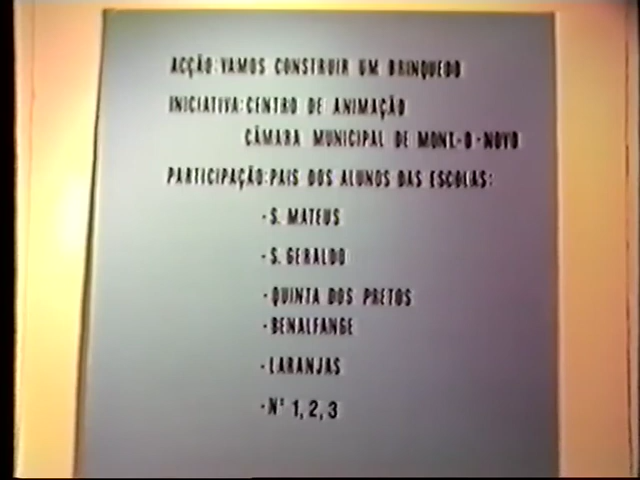 ACÇÃO: VAMOS CONSTRUIR UM BRINQUEDO
INICIATIVA: CENTRO DE ANIMAÇÃO
CÂMARA MUNICIPAL DE MONT.-O-NOVO
PARTICIPAÇÃO: PAIS DOS ALUNOS DAS ESCOLAS:
- S. MATEUS
- S. GERALDO
- QUINTA DOS PRETOS
- BENALFANGE
- LARANJAS
- Nº 1, 2, 3